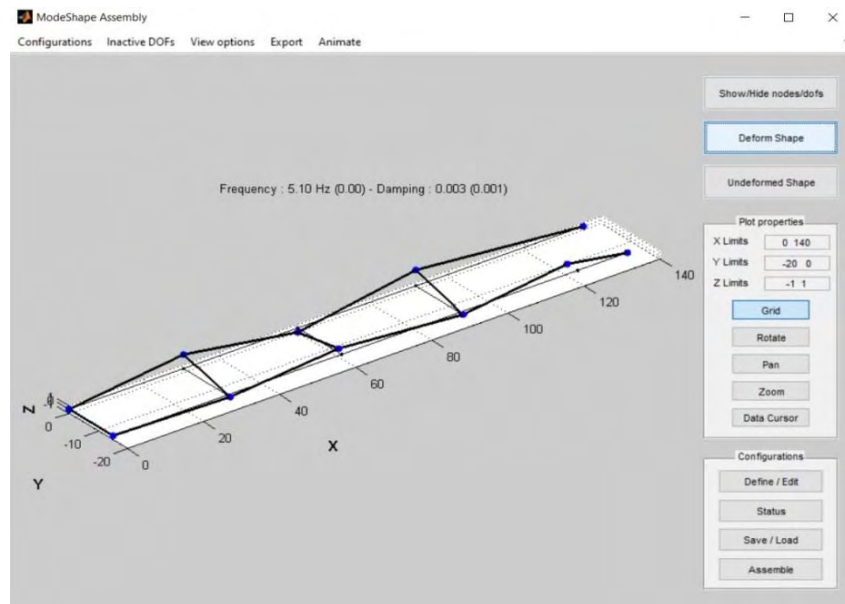 ModeShape Assembly
Configurations Inactive DOFs View options Export Animate
Show/Hide nodes/dofs
Deform Shape
Undeformed Shape
Frequency : 5.10 Hz (0.00) - Damping : 0.003 (0.001)
Plot properties
X Limits 0 140
Y Limits -20 0
Z Limits -1 1
Grid
Rotate
Pan
Zoom
Data Cursor
Configurations
Define / Edit
Status
Save / Load
Assemble
Z
0
-10
-20
Y
0
20
40
60
80
100
120
140
X